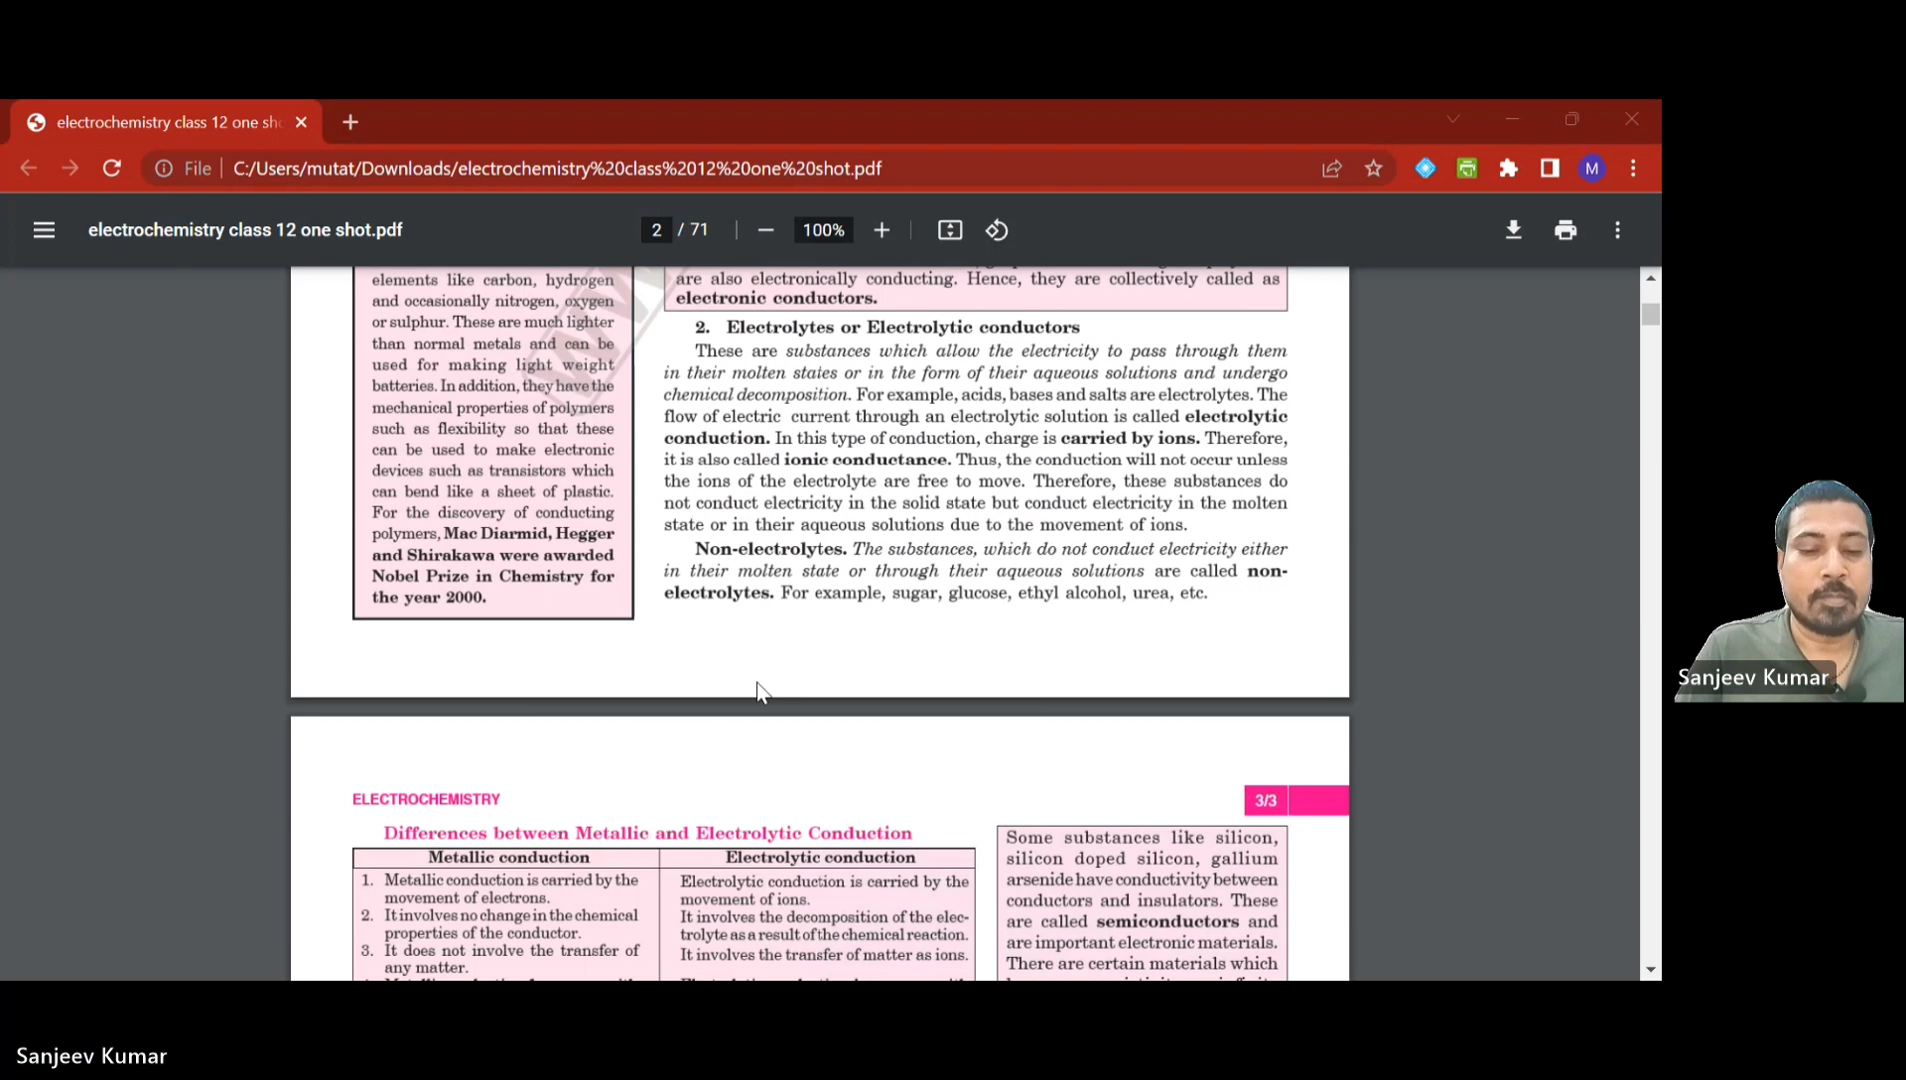 electrochemistry class 12 one sh
File C:/Users/mutat/Downloads/electrochemistry%20class%2012%20one%20shot.pdf
M
electrochemistry class 12 one shot.pdf
2 / 71
100%
elements like carbon, hydrogen
and occasionally nitrogen, oxygen
or sulphur. These are much lighter
than normal metals and can be
used for making light weight
batteries. In addition, they have the
mechanical properties of polymers
such as flexibility so that these
can be used to make electronic
devices such as transistors which
can bend like a sheet of plastic.
For the discovery of conducting
polymers, Mac Diarmid, Hegger
and Shirakawa were awarded
Nobel Prize in Chemistry for
the year 2000.
are also electronically conducting. Hence, they are collectively called as
electronic conductors.
2. Electrolytes or Electrolytic conductors
These are substances which allow the electricity to pass through them
in their molten states or in the form of their aqueous solutions and undergo
chemical decomposition. For example, acids, bases and salts are electrolytes. The
flow of electric current through an electrolytic solution is called electrolytic
conduction. In this type of conduction, charge is carried by ions. Therefore,
it is also called ionic conductance. Thus, the conduction will not occur unless
the ions of the electrolyte are free to move. Therefore, these substances do
not conduct electricity in the solid state but conduct electricity in the molten
state or in their aqueous solutions due to the movement of ions.
Non-electrolytes. The substances, which do not conduct electricity either
in their molten state or through their aqueous solutions are called non-
electrolytes. For example, sugar, glucose, ethyl alcohol, urea, etc.
WW
ELECTROCHEMISTRY
3/3
Differences between Metallic and Electrolytic Conduction
Metallic conduction
Electrolytic conduction
1. Metallic conduction is carried by the
movement of electrons.
2. It involves no change in the chemical
properties of the conductor.
3. It does not involve the transfer of
any matter.
Electrolytic conduction is carried by the
movement of ions.
It involves the decomposition of the elec-
trolyte as a result of the chemical reaction.
It involves the transfer of matter as ions.
Some substances like silicon,
silicon doped silicon, gallium
arsenide have conductivity between
conductors and insulators. These
are called semiconductors and
are important electronic materials.
There are certain materials which
Sanjeev Kumar
Sanjeev Kumar